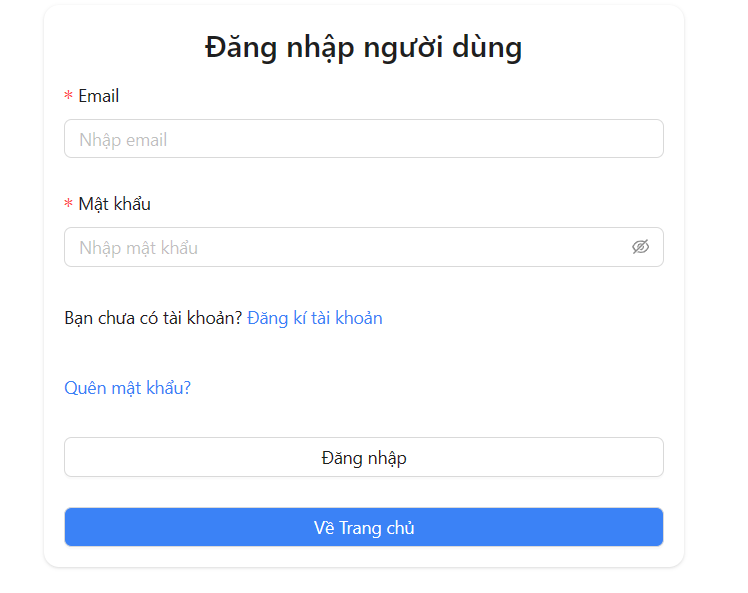 Đăng nhập người dùng
* Email
Nhập email
* Mật khẩu
Nhập mật khẩu
Bạn chưa có tài khoản? Đăng kí tài khoản
Quên mật khẩu?
Đăng nhập
Về Trang chủ